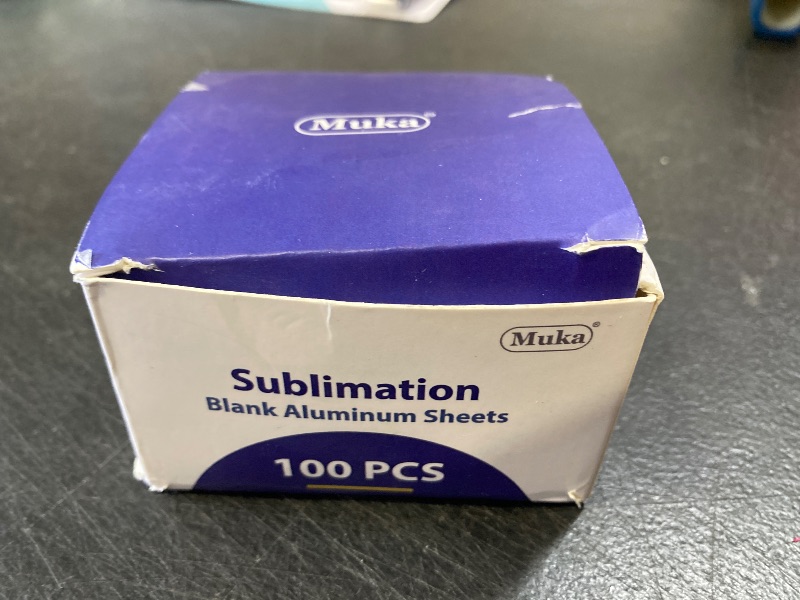 Muka®
Muka®
Sublimation
Blank Aluminum Sheets
100 PCS